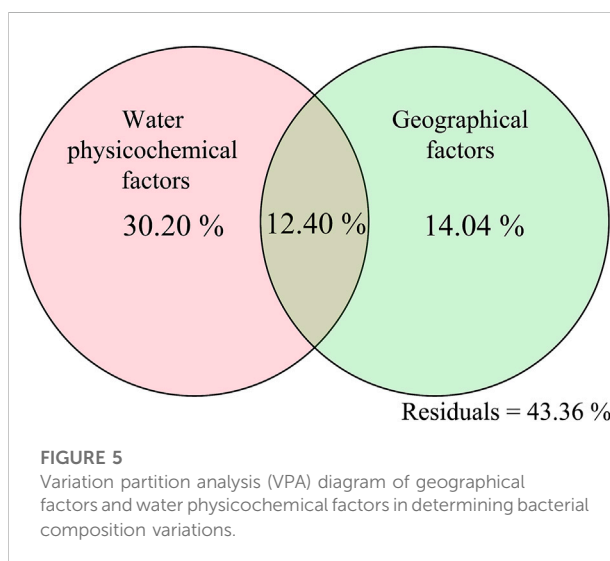 Water
physicochemical
factors
30.20 %
12.40 %
Geographical
factors
14.04 %
Residuals = 43.36 %
FIGURE 5
Variation partition analysis (VPA) diagram of geographical
factors and water physicochemical factors in determining bacterial
composition variations.